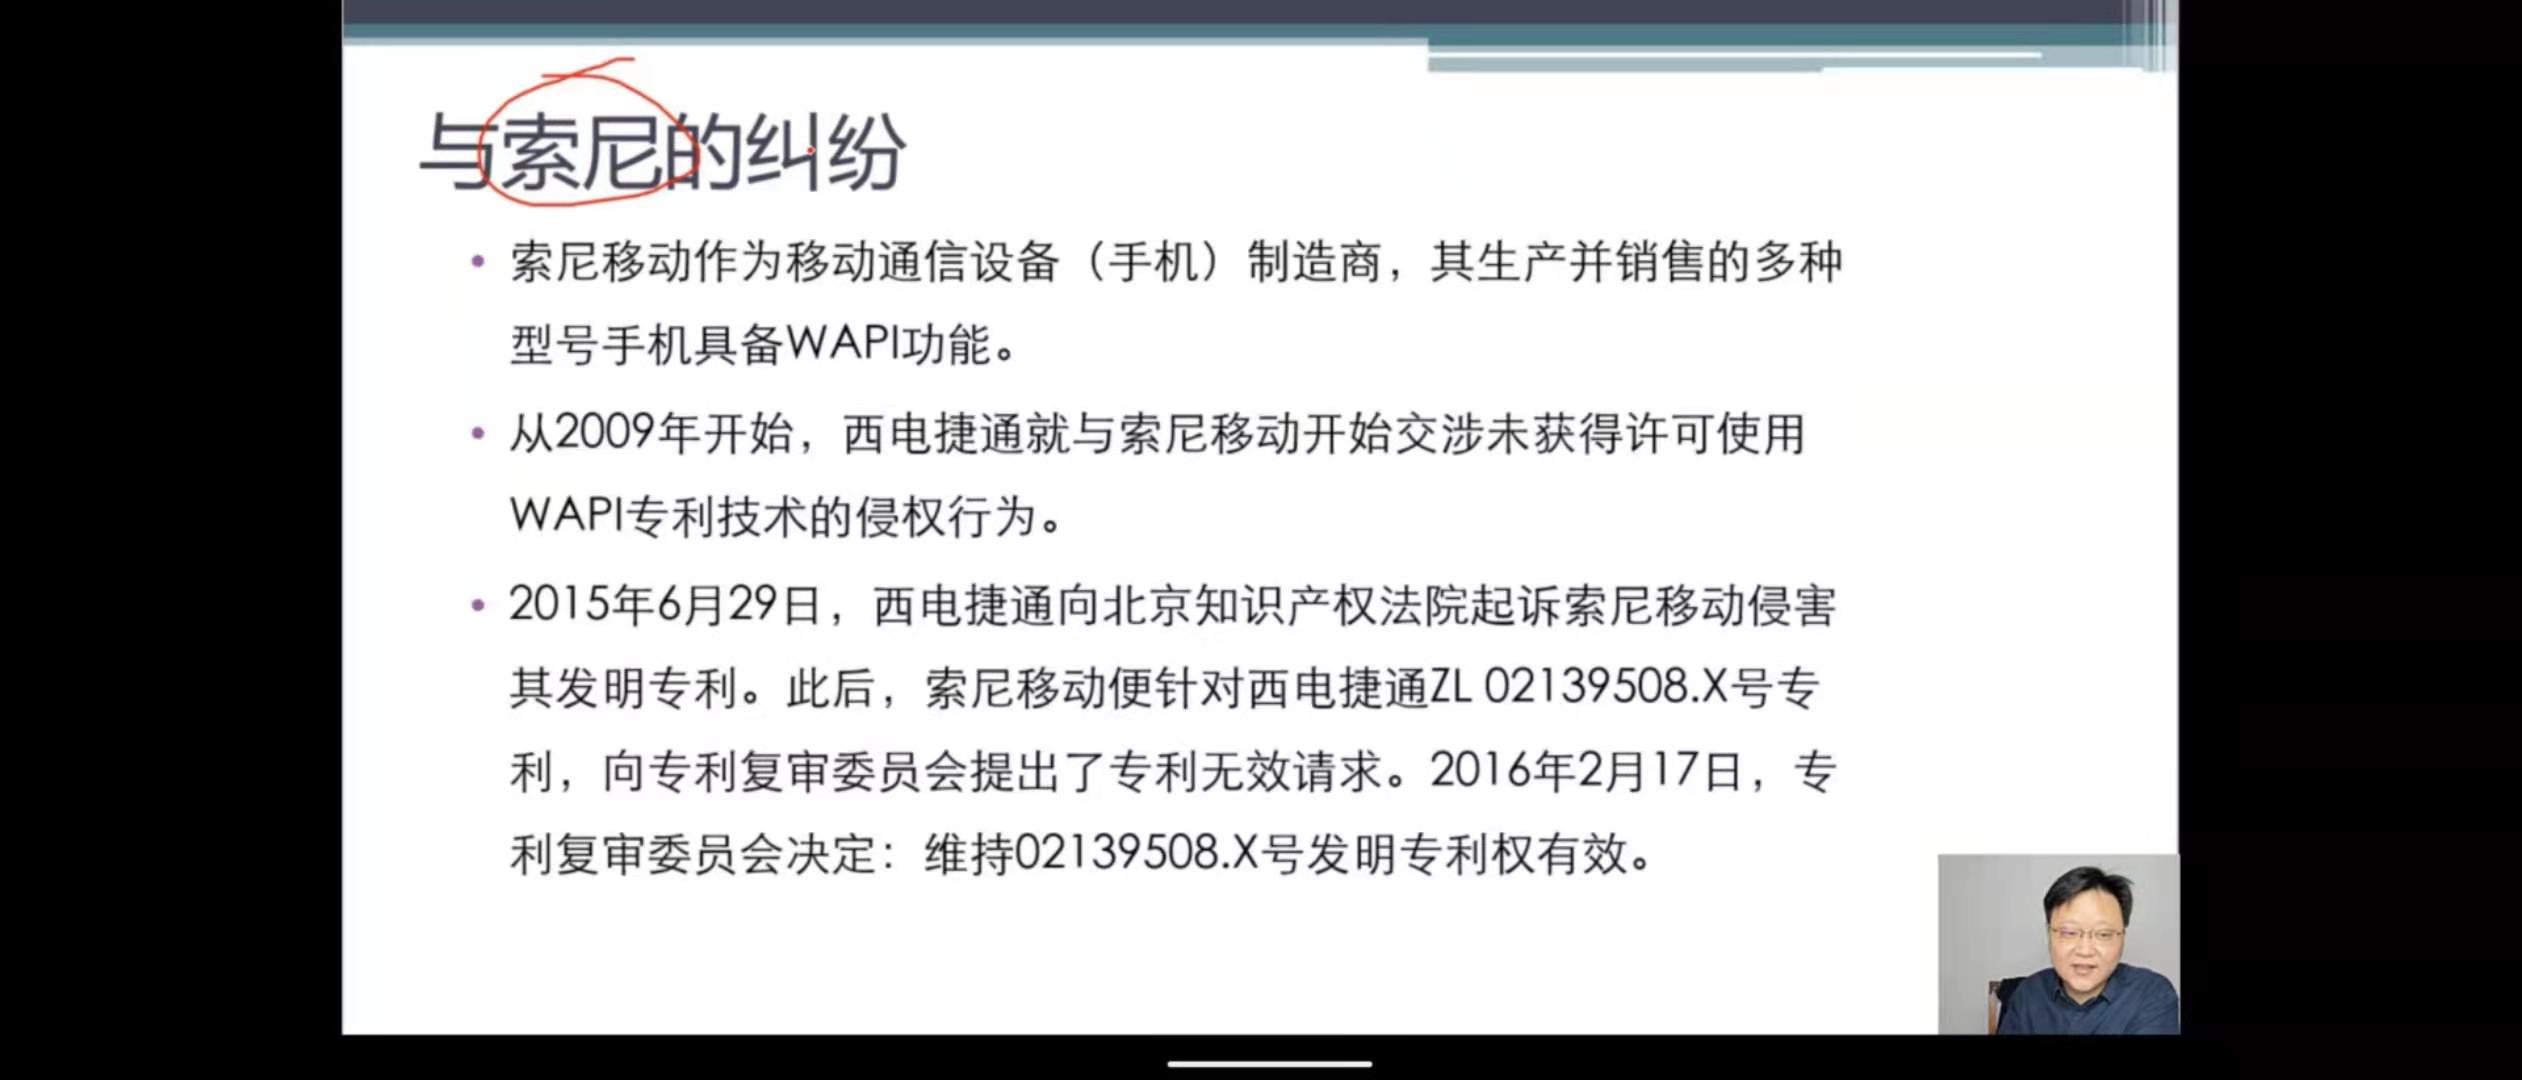 与索尼的纠纷
• 索尼移动作为移动通信设备（手机）制造商，其生产并销售的多种
型号手机具备WAPI功能。
• 从2009年开始，西电捷通就与索尼移动开始交涉未获得许可使用
WAPI专利技术的侵权行为。
• 2015年6月29日，西电捷通向北京知识产权法院起诉索尼移动侵害
其发明专利。此后，索尼移动便针对西电捷通ZL 02139508.X号专
利，向专利复审委员会提出了专利无效请求。2016年2月17日，专
利复审委员会决定：维持02139508.X号发明专利权有效。